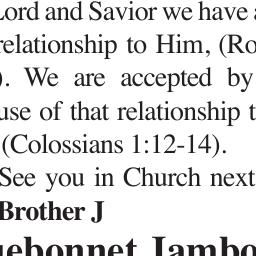 Lord and Savior we have
relationship to Him, (Ro
). We are accepted by
use of that relationship
(Colossians 1:12-14).
See you in Church next
Brother J
uebonnet Jambo